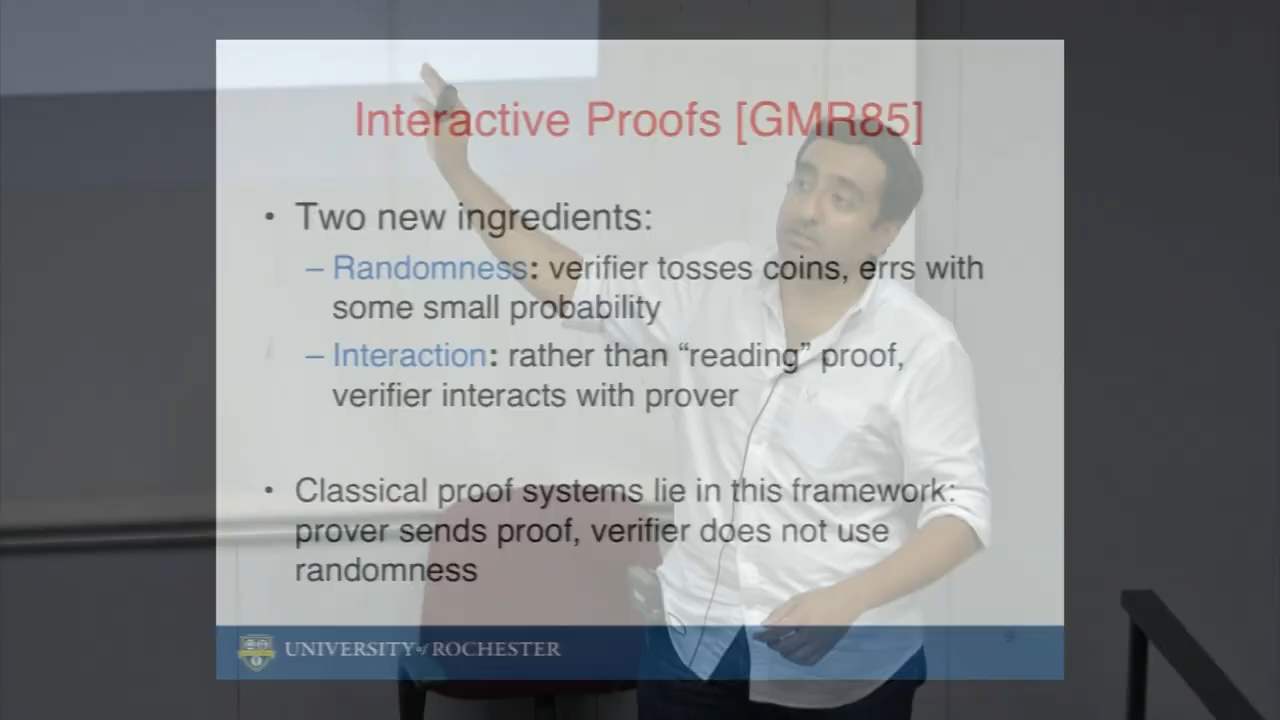 Interactive Proofs [GMR85]
• Two new ingredients:
– Randomness: verifier tosses coins, errs with
some small probability
– Interaction: rather than “reading” proof,
verifier interacts with prover
• Classical proof systems lie in this framework:
prover sends proof, verifier does not use
randomness
UNIVERSITY of ROCHESTER
9